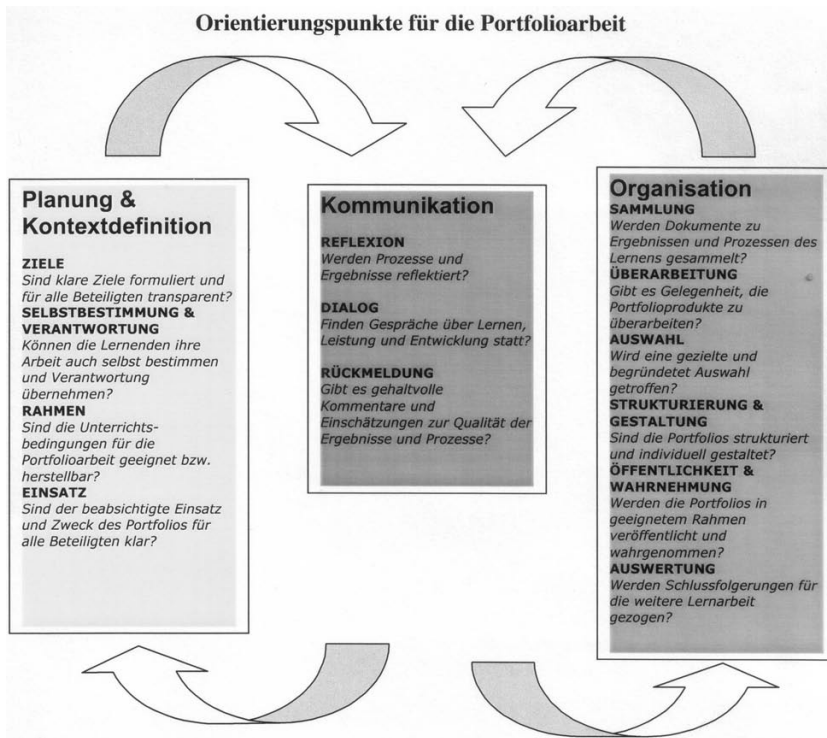 Orientierungspunkte für die Portfolioarbeit
Planung &
Kontextdefinition
ZIELE
Sind klare Ziele formuliert und
für alle Beteiligten transparent?
SELBSTBESTIMMUNG &
VERANTWORTUNG
Können die Lernenden ihre
Arbeit auch selbst bestimmen
und Verantwortung
übernehmen?
RAHMEN
Sind die Unterrichts-
bedingungen für die
Portfolioarbeit geeignet bzw.
herstellbar?
EINSATZ
Sind der beabsichtigte Einsatz
und Zweck des Portfolios für
alle Beteiligten klar?
Kommunikation
REFLEXION
Werden Prozesse und
Ergebnisse reflektiert?
DIALOG
Finden Gespräche über Lernen,
Leistung und Entwicklung statt?
RÜCKMELDUNG
Gibt es gehaltvolle
Kommentare und
Einschätzungen zur Qualität der
Ergebnisse und Prozesse?
Organisation
SAMMLUNG
Werden Dokumente zu
Ergebnissen und Prozessen des
Lernens gesammelt?
ÜBERARBEITUNG
Gibt es Gelegenheit, die
Portfolioprodukte zu
überarbeiten?
AUSWAHL
Wird eine gezielte und
begründetet Auswahl
getroffen?
STRUKTURIERUNG &
GESTALTUNG
Sind die Portfolios strukturiert
und individuell gestaltet?
ÖFFENTLICHKEIT &
WAHRNEHMUNG
Werden die Portfolios in
geeignetem Rahmen
veröffentlicht und
wahrgenommen?
AUSWERTUNG
Werden Schlussfolgerungen für
die weitere Lernarbeit
gezogen?